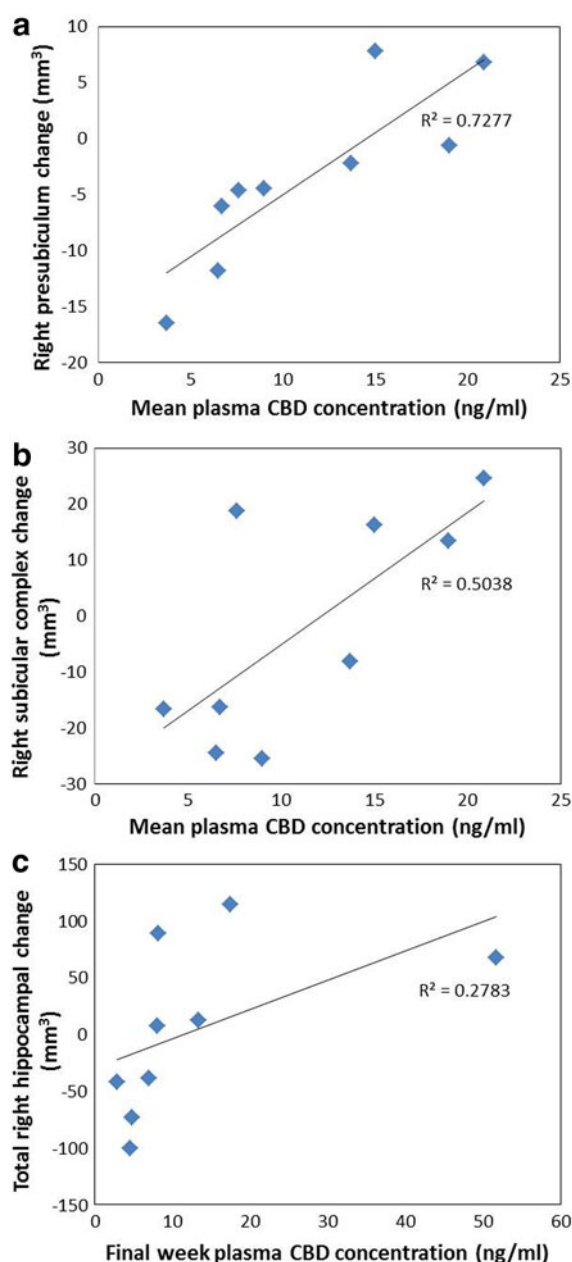 a
Right presubiculum change (mm³)
10
5
0
-5
-10
-15
-20
R² = 0.7277
0 5 10 15 20 25
Mean plasma CBD concentration (ng/ml)
b
Right subicular complex change
(mm³)
30
20
10
0
-10
-20
-30
R² = 0.5038
0 5 10 15 20 25
Mean plasma CBD concentration (ng/ml)
c
Total right hippocampal change
(mm³)
150
100
50
0
-50
-100
-150
R² = 0.2783
0 10 20 30 40 50 60
Final week plasma CBD concentration (ng/ml)